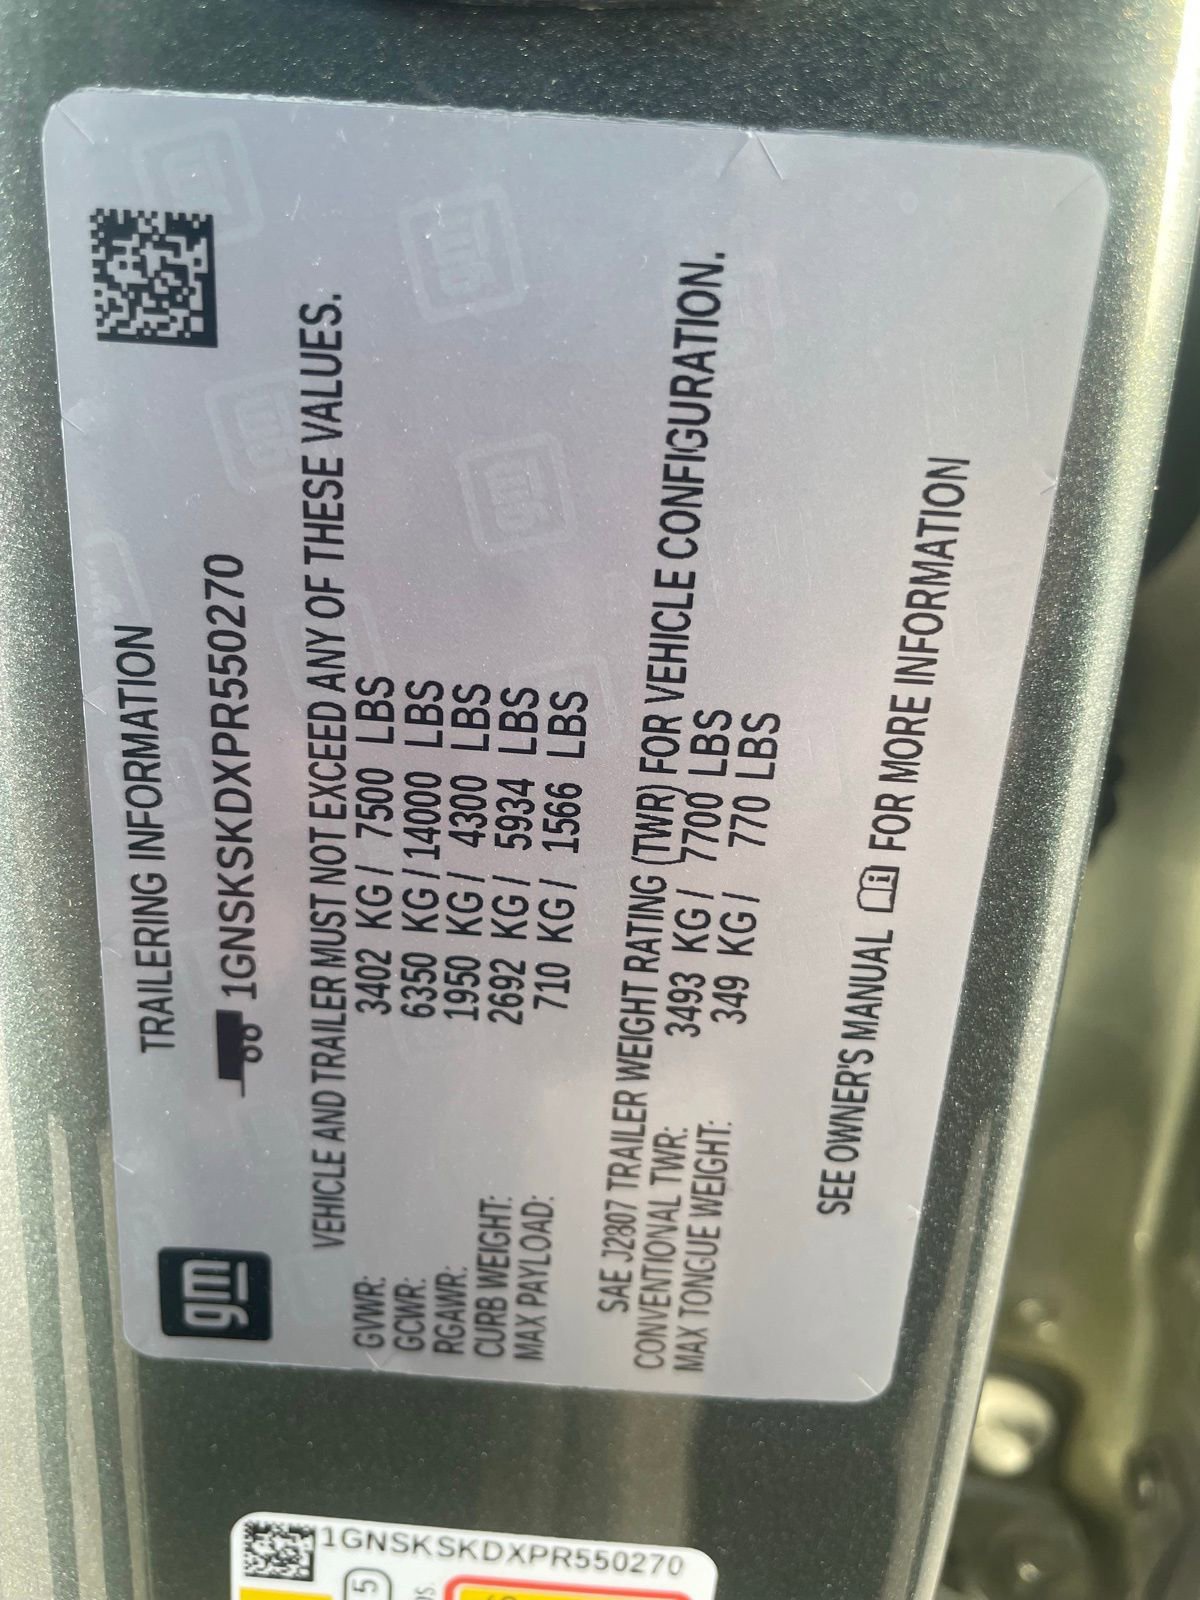 gm
TRAILERING INFORMATION
1GNSKSKDXPR550270
VEHICLE AND TRAILER MUST NOT EXCEED ANY OF THESE VALUES.
GVWR: 3402 KG / 7500 LBS
GCWR: 6350 KG / 14000 LBS
RGAWR: 1950 KG / 4300 LBS
CURB WEIGHT: 2692 KG / 5934 LBS
MAX PAYLOAD: 710 KG / 1566 LBS
SAE J2807 TRAILER WEIGHT RATING (TWR) FOR VEHICLE CONFIGURATION.
CONVENTIONAL TWR: 3493 KG / 7700 LBS
MAX TONGUE WEIGHT: 349 KG / 770 LBS
SEE OWNER'S MANUAL FOR MORE INFORMATION
1GNSKSKDXPR550270
5